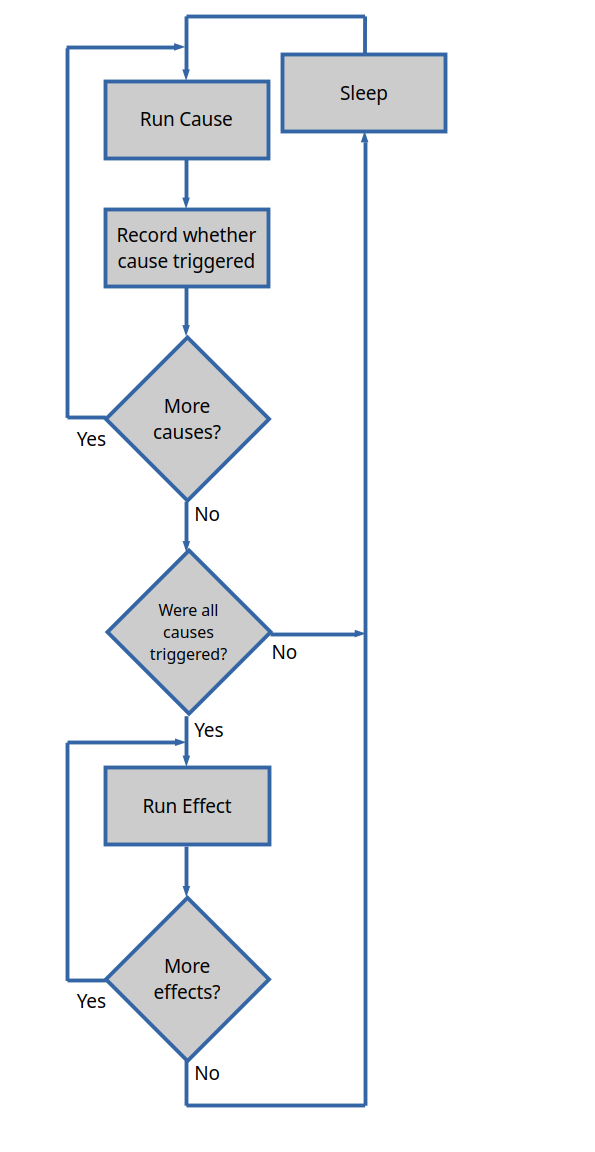 Sleep
Run Cause
Record whether
cause triggered
More
causes?
Yes
No
Were all
causes
triggered?
No
Yes
Run Effect
More
effects?
Yes
No